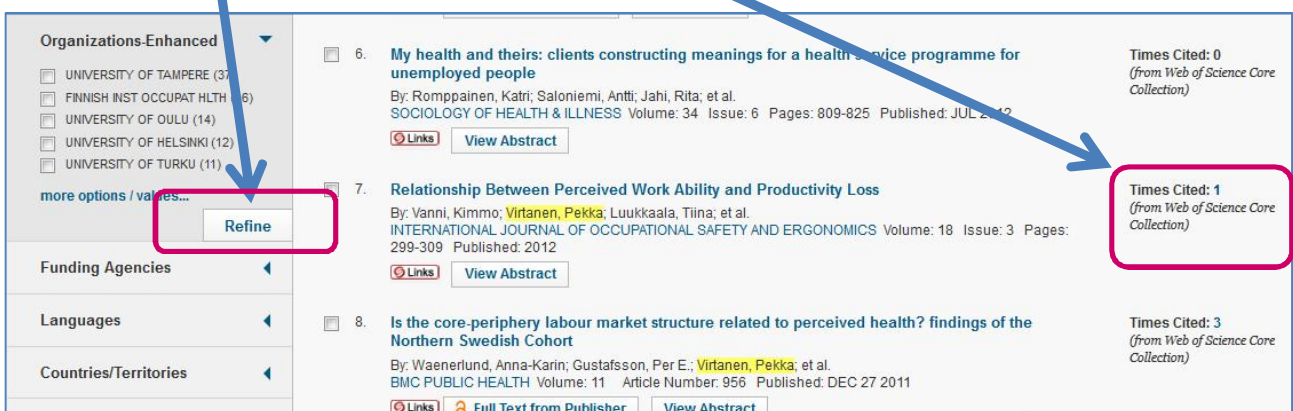 Organizations-Enhanced
UNIVERSITY OF TAMPERE (37
FINNISH INST OCCUPAT HLTH 6)
UNIVERSITY OF OULU (14)
UNIVERSITY OF HELSINKI (12)
UNIVERSITY OF TURKU (11)
more options / values...
Refine
Funding Agencies
Languages
Countries/Territories
6. My health and theirs: clients constructing meanings for a health service programme for
unemployed people
By: Romppainen, Katri; Saloniemi, Antti; Jahi, Rita; et al.
SOCIOLOGY OF HEALTH & ILLNESS Volume: 34 Issue: 6 Pages: 809-825 Published: JUL 2012
Links View Abstract
Times Cited: 0
(from Web of Science Core
Collection)
7. Relationship Between Perceived Work Ability and Productivity Loss
By: Vanni, Kimmo; Virtanen, Pekka; Luukkaala, Tiina; et al.
INTERNATIONAL JOURNAL OF OCCUPATIONAL SAFETY AND ERGONOMICS Volume: 18 Issue: 3 Pages:
299-309 Published: 2012
Links View Abstract
Times Cited: 1
(from Web of Science Core
Collection)
8. Is the core-periphery labour market structure related to perceived health? findings of the
Northern Swedish Cohort
By: Waenerlund, Anna-Karin; Gustafsson, Per E.; Virtanen, Pekka; et al.
BMC PUBLIC HEALTH Volume: 11 Article Number: 956 Published: DEC 27 2011
Links Full Text from Publisher View Abstract
Times Cited: 3
(from Web of Science Core
Collection)